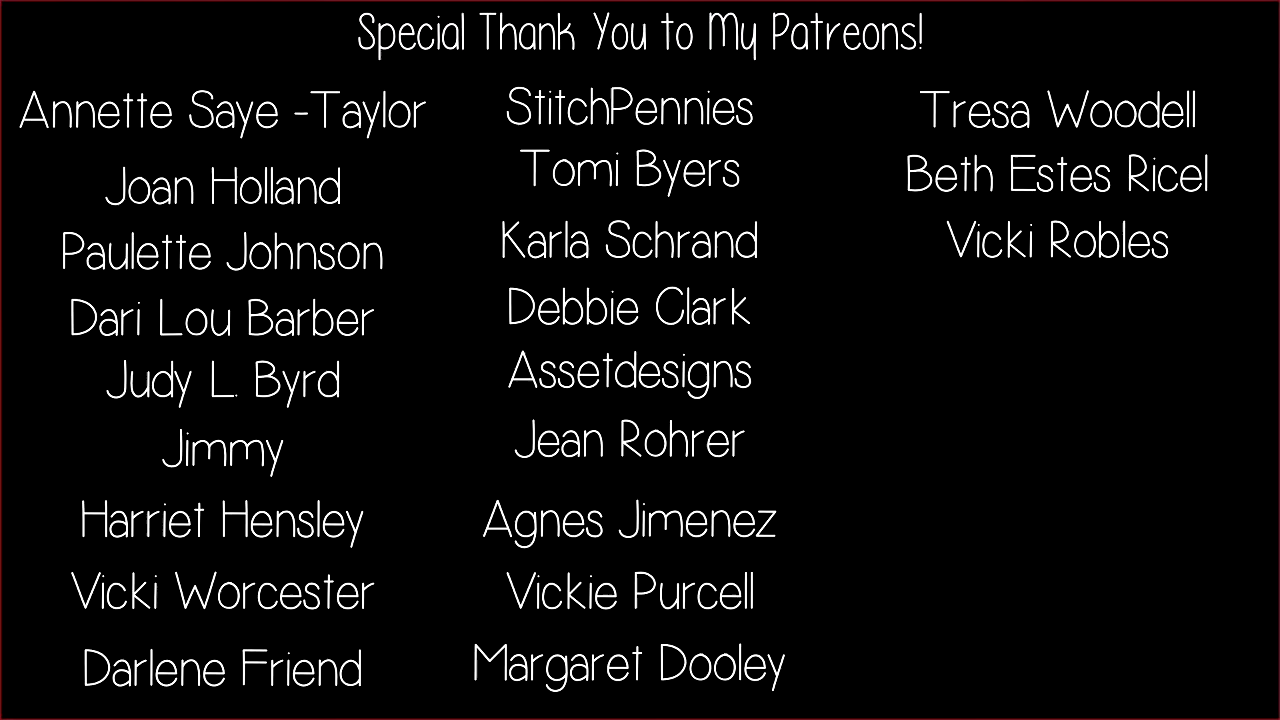 Special Thank You to My Patreons!
Annette Saye -Taylor
Joan Holland
Paulette Johnson
Dari Lou Barber
Judy L. Byrd
Jimmy
Harriet Hensley
Vicki Worcester
Darlene Friend
StitchPennies
Tomi Byers
Karla Schrand
Debbie Clark
Assetdesigns
Jean Rohrer
Agnes Jimenez
Vickie Purcell
Margaret Dooley
Tresa Woodell
Beth Estes Ricel
Vicki Robles